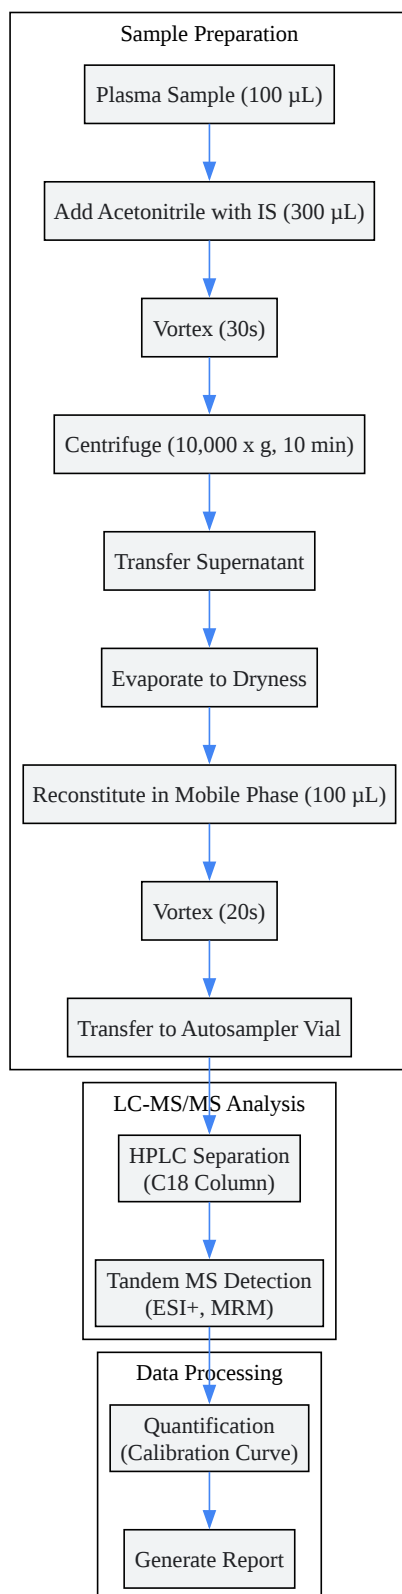 Sample Preparation
Plasma Sample (100 µL)
Add Acetonitrile with IS (300 µL)
Vortex (30s)
Centrifuge (10,000 x g, 10 min)
Transfer Supernatant
Evaporate to Dryness
Reconstitute in Mobile Phase (100 µL)
Vortex (20s)
Transfer to Autosampler Vial
LC-MS/MS Analysis
HPLC Separation
(C18 Column)
Tandem MS Detection
(ESI+, MRM)
Data Processing
Quantification
(Calibration Curve)
Generate Report